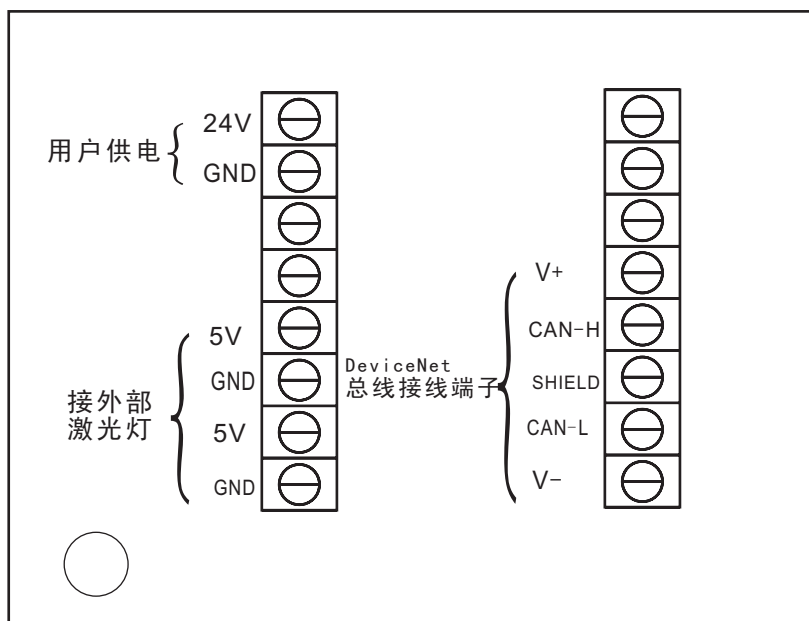 24V
用户供电
GND
5V
GND
接外部
激光灯
5V
GND
DeviceNet
总线接线端子
V+
CAN-H
SHIELD
CAN-L
V-